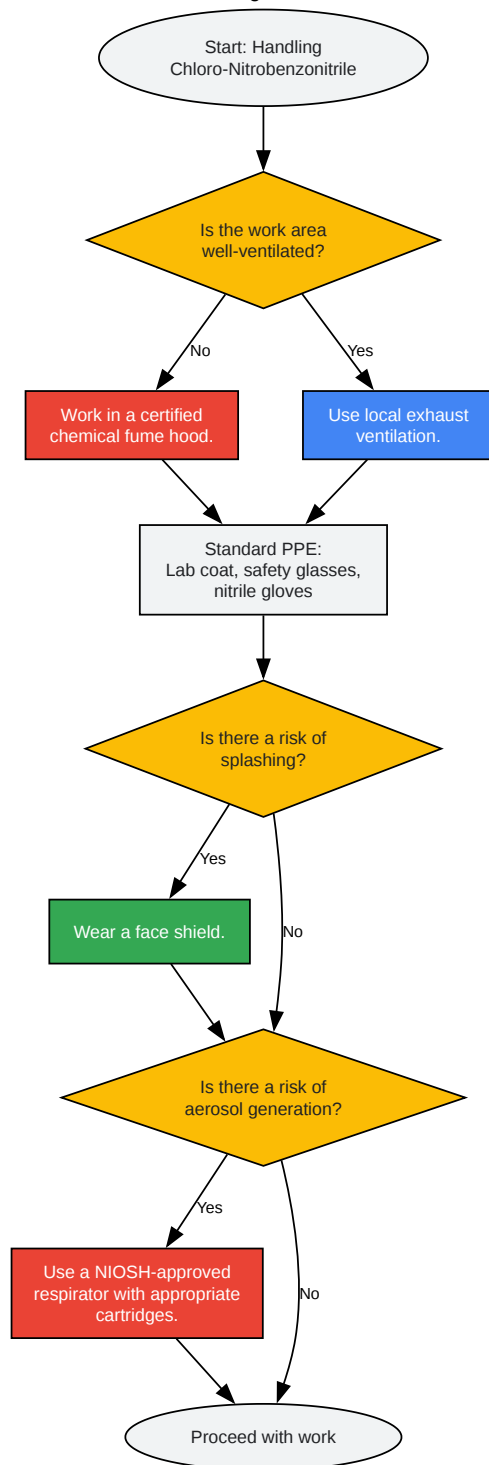 Start: Handling
Chloro-Nitrobenzonitrile
Is the work area
well-ventilated?
No
Yes
Work in a certified
chemical fume hood.
Use local exhaust
ventilation.
Standard PPE:
Lab coat, safety glasses,
nitrile gloves
Is there a risk of
splashing?
Yes
Wear a face shield.
No
Is there a risk of
aerosol generation?
Yes
Use a NIOSH-approved
respirator with appropriate
cartridges.
No
Proceed with work